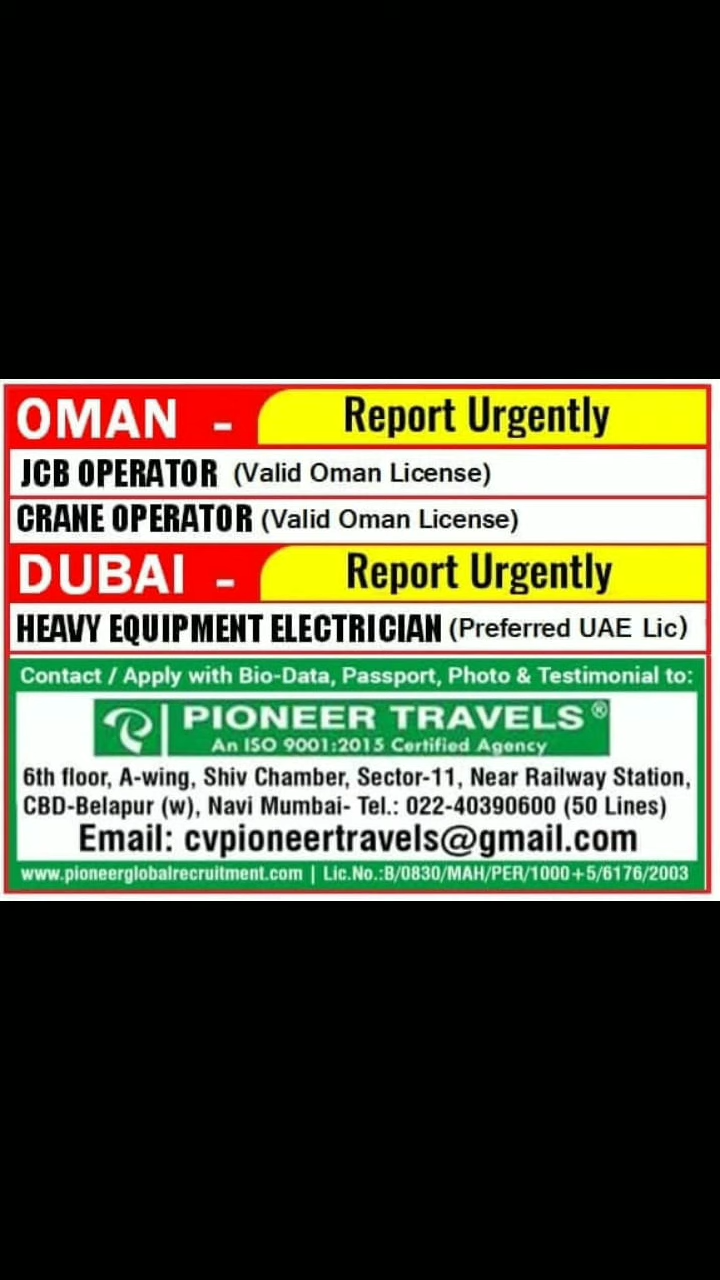 OMAN - Report Urgently
JCB OPERATOR (Valid Oman License)
CRANE OPERATOR (Valid Oman License)
DUBAI - Report Urgently
HEAVY EQUIPMENT ELECTRICIAN (Preferred UAE Lic)
Contact / Apply with Bio-Data, Passport, Photo & Testimonial to:
PIONEER TRAVELS ®
An ISO 9001:2015 Certified Agency
6th floor, A-wing, Shiv Chamber, Sector-11, Near Railway Station,
CBD-Belapur (w), Navi Mumbai- Tel.: 022-40390600 (50 Lines)
Email: cvpioneertravels@gmail.com
www.pioneerglobalrecruitment.com | Lic.No.:B/0830/MAH/PER/1000+5/6176/2003